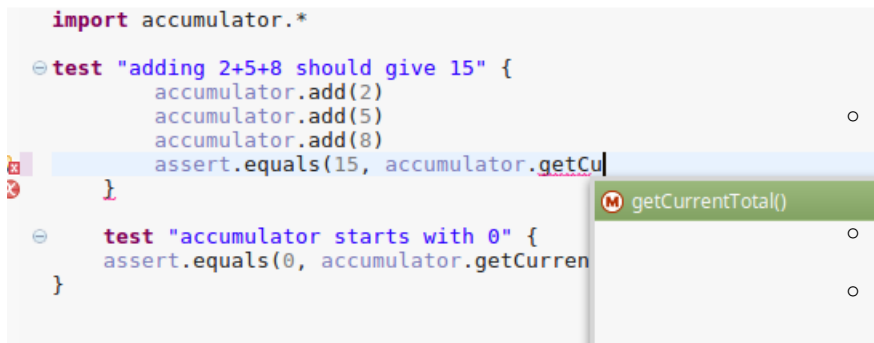 import accumulator.*
test "adding 2+5+8 should give 15" {
accumulator.add(2)
accumulator.add(5)
accumulator.add(8)
assert.equals(15, accumulator.getCu
}
M getCurrentTotal()
test "accumulator starts with 0" {
assert.equals(0, accumulator.getCurren
}